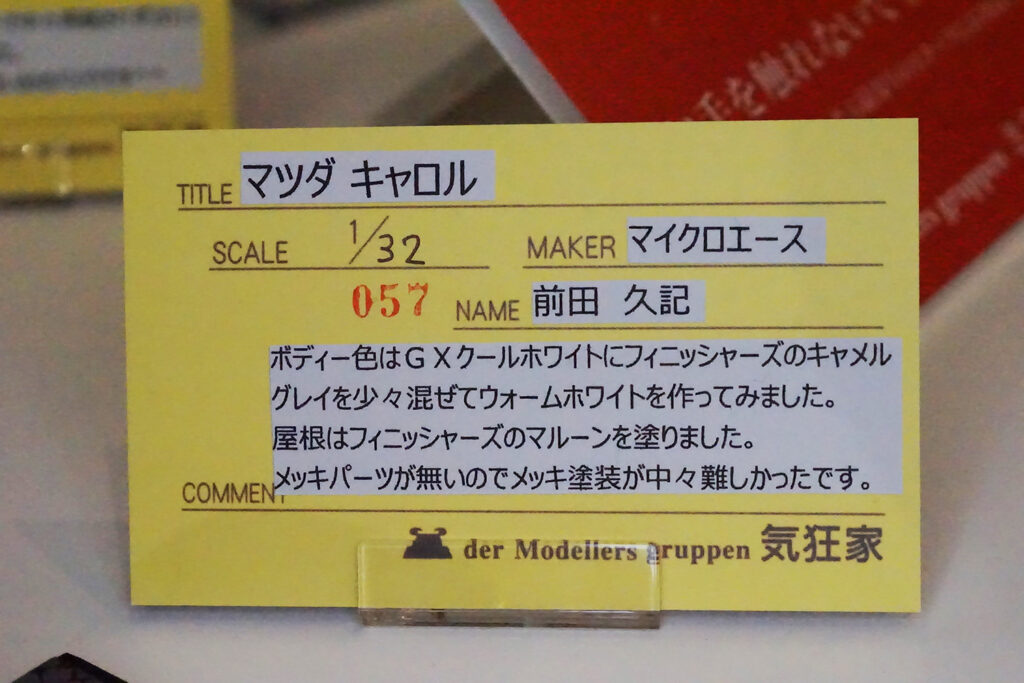 手を触れないで
TITLE マツダ キャロル
SCALE 1/32 MAKER マイクロエース
057 NAME 前田 久記
ボディー色はGXクールホワイトにフィニッシャーズのキャメル
グレイを少々混ぜてウォームホワイトを作ってみました。
屋根はフィニッシャーズのマルーンを塗りました。
メッキパーツが無いのでメッキ塗装が中々難しかったです。
COMMENT
der Modellers gruppen 気狂家